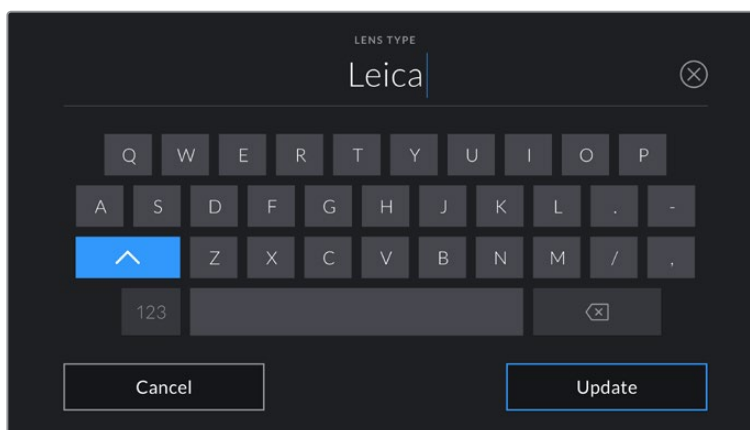 LENS TYPE
Leica
Q W E R T Y U I O P
A S D F G H J K L . -
Z X C V B N M / ,
123
Cancel Update